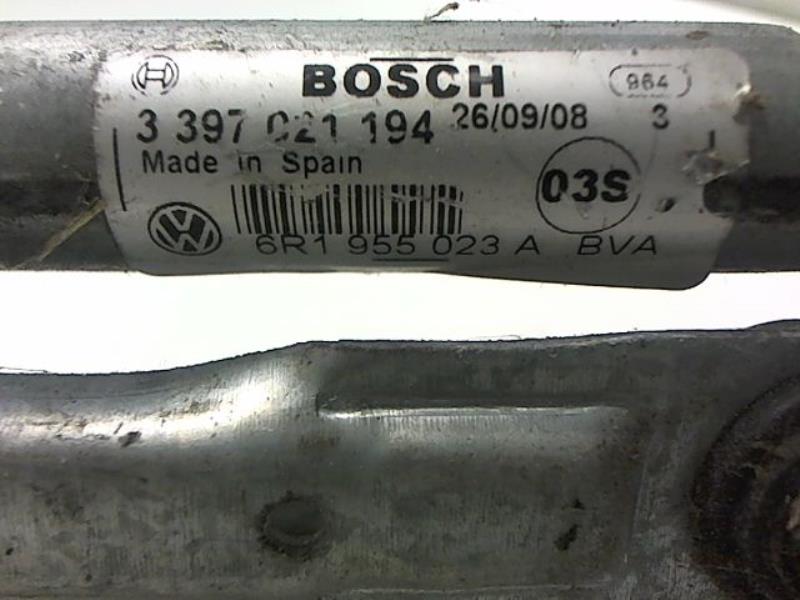 BOSCH 964
3 397 021 194 26/09/08 3
Made in Spain 03S
6R1 955 023 A BVA